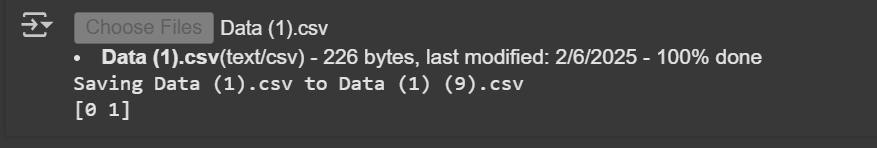 Choose Files Data (1).csv
• Data (1).csv(text/csv) - 226 bytes, last modified: 2/6/2025 - 100% done
Saving Data (1).csv to Data (1) (9).csv
[0 1]